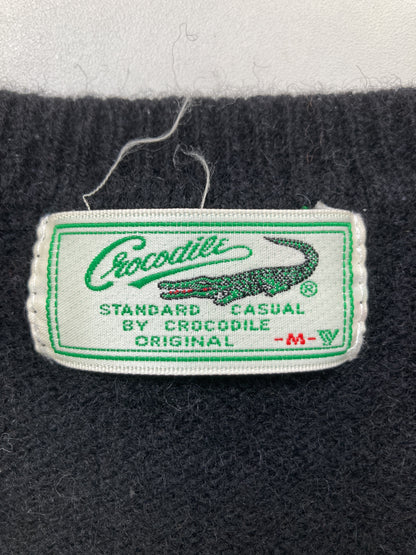 Crocodile
®
STANDARD CASUAL
BY CROCODILE
ORIGINAL
-M-